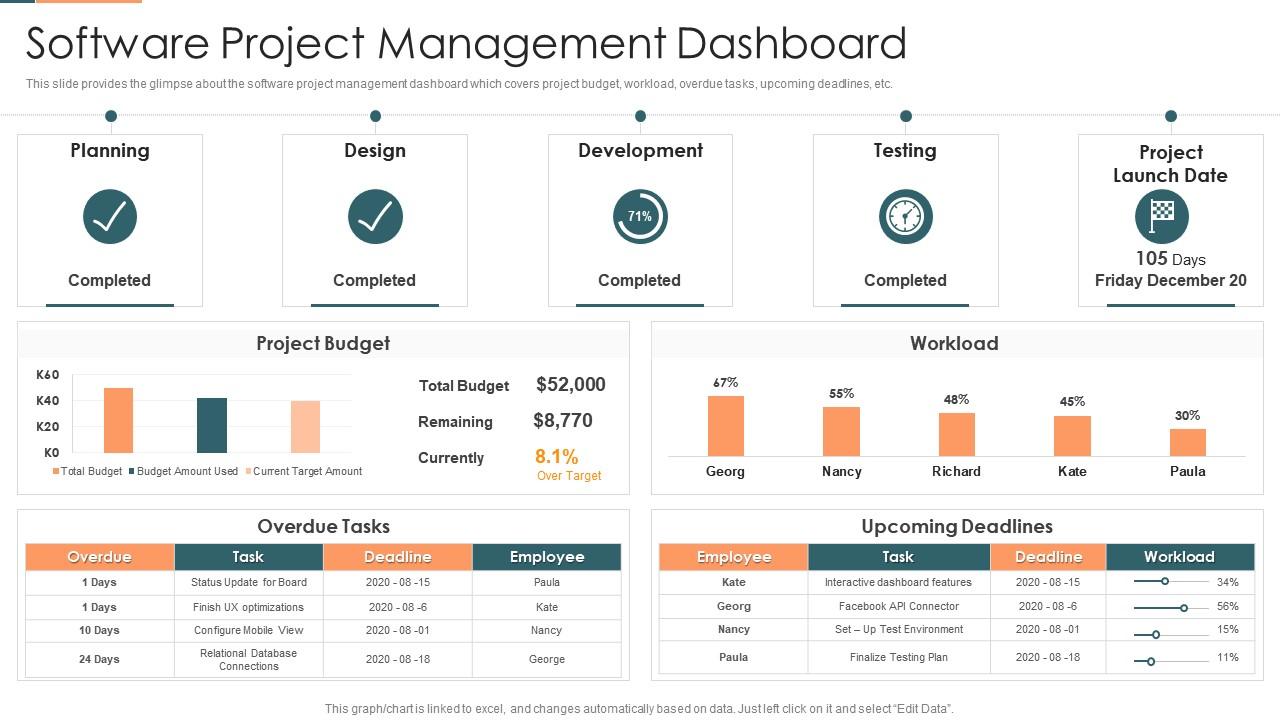 Software Project Management Dashboard
This slide provides the glimpse about the software project management dashboard which covers project budget, workload, overdue tasks, upcoming deadlines, etc.
Planning
Completed
Design
Completed
Development
71%
Completed
Testing
Completed
Project
Launch Date
105 Days
Friday December 20
Project Budget
K60
K40
K20
K0
Total Budget Budget Amount Used Current Target Amount
Total Budget $52,000
Remaining $8,770
Currently 8.1%
Over Target
Workload
67% 55% 48% 45% 30%
Georg Nancy Richard Kate Paula
Overdue Tasks
Overdue Task Deadline Employee
1 Days Status Update for Board 2020 - 08 -15 Paula
1 Days Finish UX optimizations 2020 - 08 -6 Kate
10 Days Configure Mobile View 2020 - 08 -01 Nancy
24 Days Relational Database
Connections 2020 - 08 -18 George
Upcoming Deadlines
Employee Task Deadline Workload
Kate Interactive dashboard features 2020 - 08 -15 34%
Georg Facebook API Connector 2020 - 08 -6 56%
Nancy Set – Up Test Environment 2020 - 08 -01 15%
Paula Finalize Testing Plan 2020 - 08 -18 11%
This graph/chart is linked to excel, and changes automatically based on data. Just left click on it and select “Edit Data”.